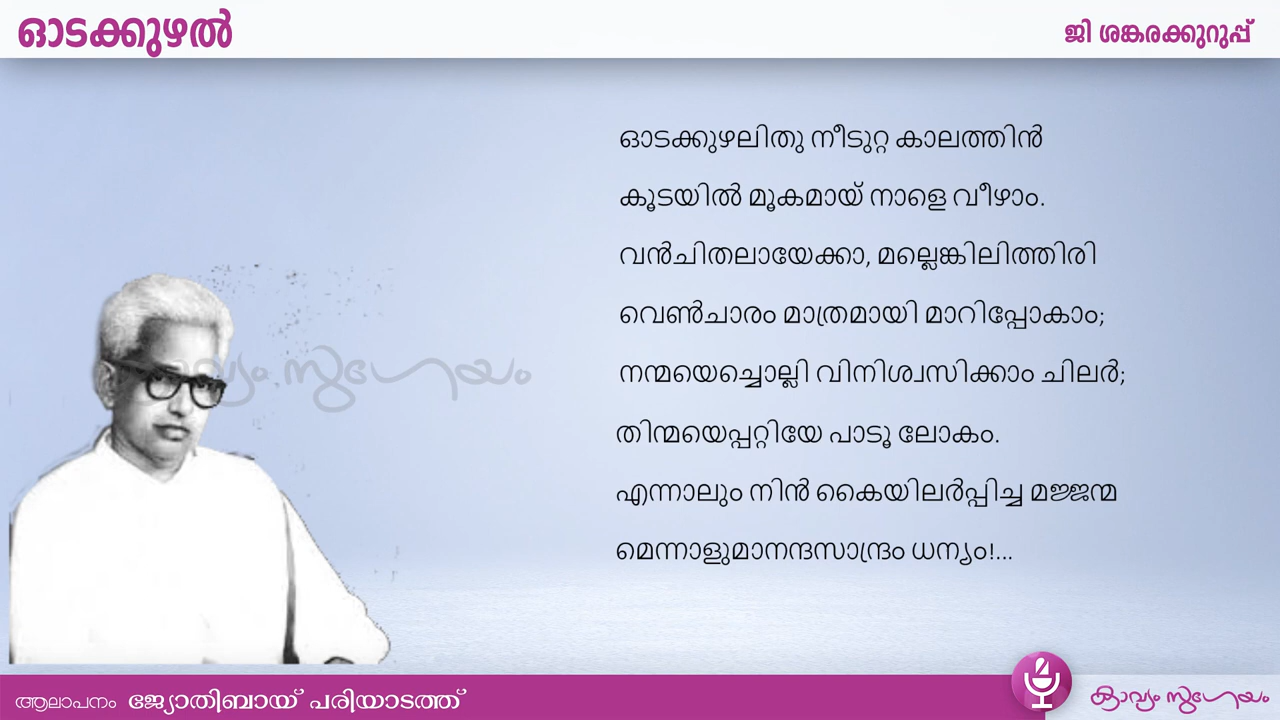 ഓടക്കുഴൽ
ജി ശങ്കരക്കുറുപ്പ്
ഓടക്കുഴലിതു നീടുറ്റ കാലത്തിൻ
കൂടയിൽ മൂകമായ് നാളെ വീഴാം.
വൻചിതലായേക്കാ, മല്ലെങ്കിലിത്തിരി
വെൺചാരം മാത്രമായി മാറിപ്പോകാം;
നന്മയെച്ചൊല്ലി വിനിശ്വസിക്കാം ചിലർ;
തിന്മയെപ്പറ്റിയേ പാടൂ ലോകം.
എന്നാലും നിൻ കൈയിലർപ്പിച്ച മജ്ജന്മ
മെന്നാളുമാനന്ദസാന്ദ്രം ധന്യം!...
കാവ്യം സുഗേയം
ആലാപനം ജ്യോതിബായ് പരിയാടത്ത്
കാവ്യം സുഗേയം